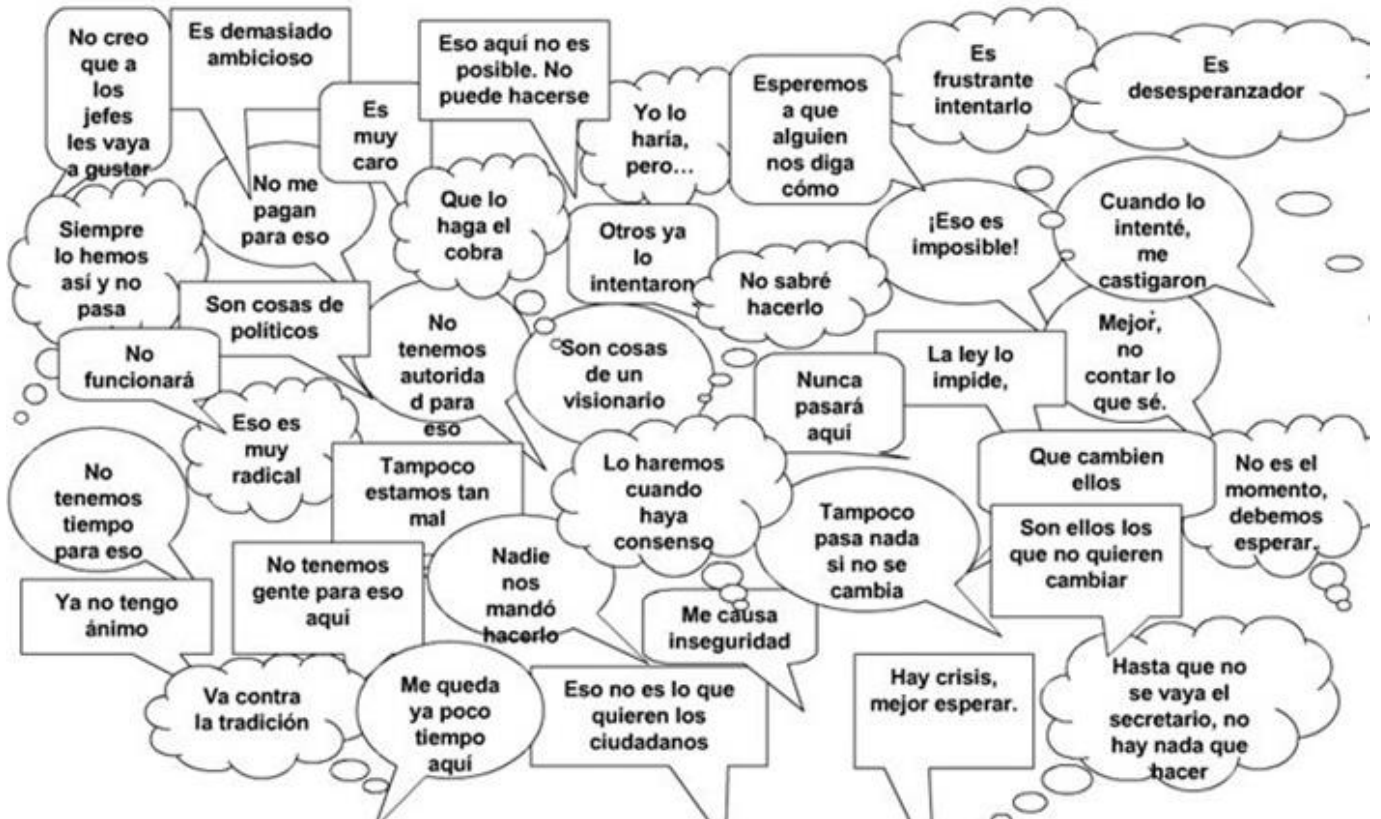 No creo
que a
los
jefes
les vaya
a gustar
Es demasiado
ambicioso
Es
muy
caro
Eso aquí no es
posible. No
puede hacerse
Yo lo
haría,
pero...
Esperemos
a que
alguien
nos diga
cómo
Es
frustrante
intentarlo
Es
desesperanzador
Siempre
lo hemos
así y no
pasa
No me
pagan
para eso
Que lo
haga el
cobra
Otros ya
lo
intentaron
No sabré
hacerlo
¡Eso es
imposible!
Cuando lo
intenté,
me
castigaron
Son cosas de
políticos
No
funcionará
No
tenemos
autorida
d para
eso
Son cosas
de un
visionario
Nunca
pasará
aquí
La ley lo
impide,
Mejor,
no
contar lo
que sé.
Eso es
muy
radical
No
tenemos
tiempo
para eso
Tampoco
estamos tan
mal
Lo haremos
cuando
haya
consenso
Tampoco
pasa nada
si no se
cambia
Que cambien
ellos
No es el
momento,
debemos
esperar.
Son ellos los
que no quieren
cambiar
Ya no tengo
ánimo
No tenemos
gente para eso
aquí
Nadie
nos
mandó
hacerlo
Me causa
inseguridad
Va contra
la tradición
Me queda
ya poco
tiempo
aquí
Eso no es lo que
quieren los
ciudadanos
Hay crisis,
mejor esperar.
Hasta que no
se vaya el
secretario, no
hay nada que
hacer